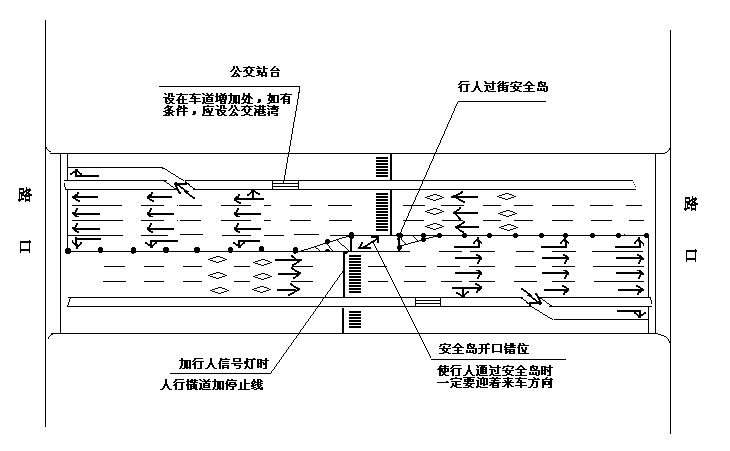 公交站台
设在车道增加处，如有
条件，应设公交港湾
行人过街安全岛
路
口
路
口
加行人信号灯时
人行横道加停止线
安全岛开口错位
使行人通过安全岛时
一定要迎着来车方向